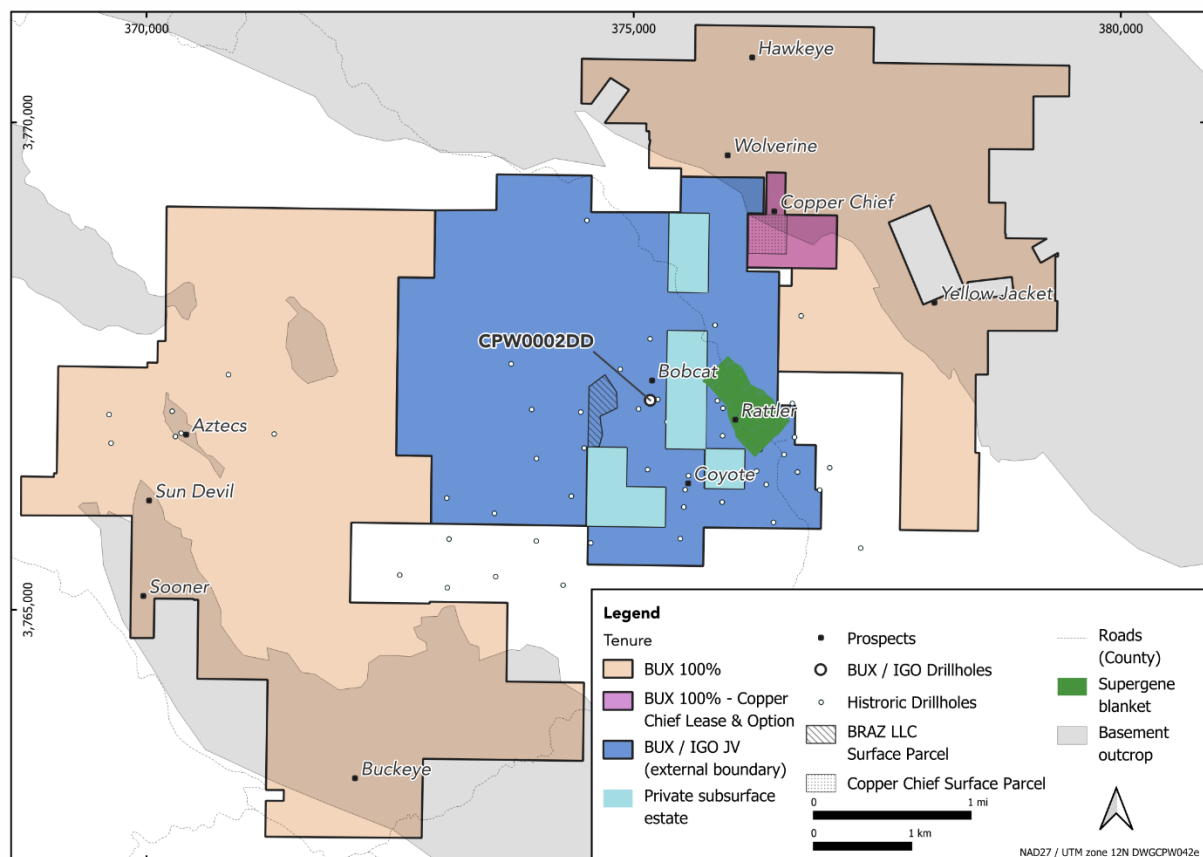 370,000
375,000
380,000
Hawkeye
3,770,000
Wolverine
Copper Chief
Yellow Jacket
CPW0002DD
Bobcat
Rattler
Aztecs
Coyote
Sun Devil
Sooner
3,765,000
Buckeye
Legend
Tenure
BUX 100%
BUX 100% - Copper
Chief Lease & Option
BUX / IGO JV
(external boundary)
Private subsurface
estate
Prospects
BUX / IGO Drillholes
Histroric Drillholes
BRAZ LLC
Surface Parcel
Copper Chief Surface Parcel
0 1 mi
0 1 km
Roads
(County)
Supergene
blanket
Basement
outcrop
NAD27 / UTM zone 12N DWGCPW042e